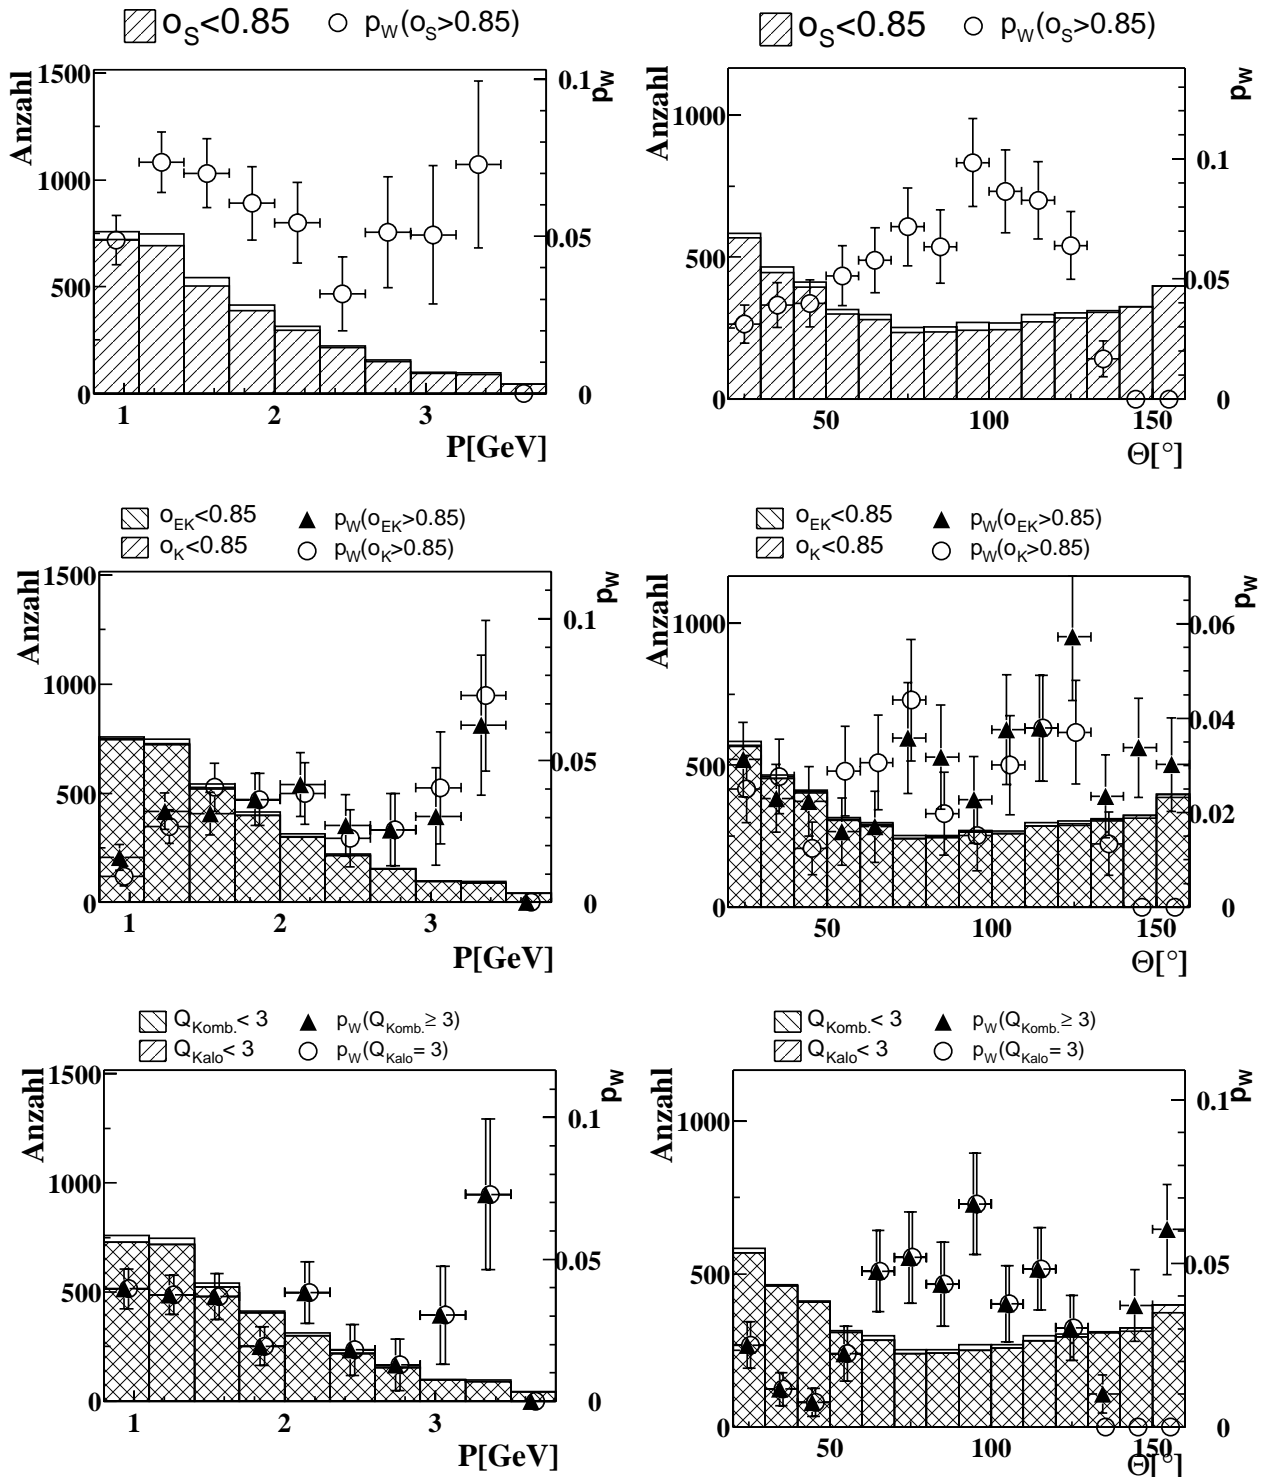 o_S<0.85 p_W(o_S>0.85)
Anzahl
p_W
1500
1000
500
0
0.1
0.05
0
1 2 3
P[GeV]
o_S<0.85 p_W(o_S>0.85)
Anzahl
p_W
1000
500
0
0.1
0.05
0
50 100 150
Θ[°]
o_EK<0.85 p_W(o_EK>0.85)
o_K<0.85 p_W(o_K>0.85)
Anzahl
p_W
1500
1000
500
0
0.1
0.05
0
1 2 3
P[GeV]
o_EK<0.85 p_W(o_EK>0.85)
o_K<0.85 p_W(o_K>0.85)
Anzahl
p_W
1000
500
0
0.06
0.04
0.02
0
50 100 150
Θ[°]
Q_Komb.< 3 p_W(Q_Komb.≥ 3)
Q_Kalo< 3 p_W(Q_Kalo= 3)
Anzahl
p_W
1500
1000
500
0
0.1
0.05
0
1 2 3
P[GeV]
Q_Komb.< 3 p_W(Q_Komb.≥ 3)
Q_Kalo< 3 p_W(Q_Kalo= 3)
Anzahl
p_W
1000
500
0
0.1
0.05
0
50 100 150
Θ[°]